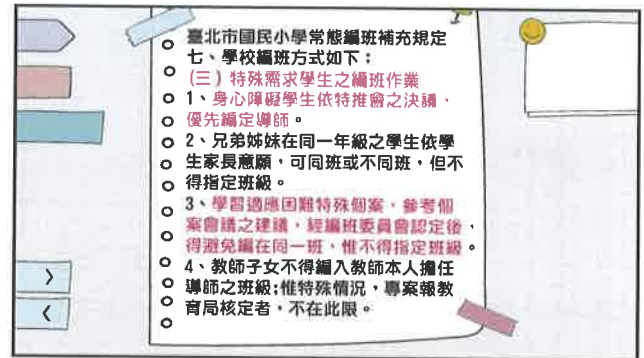 臺北市國民小學常態編班補充規定
七、學校編班方式如下：
(三)特殊需求學生之編班作業
1、身心障礙學生依特推會之決議，
優先編定導師。
2、兄弟姊妹在同一年級之學生依學
生家長意願，可同班或不同班，但不
得指定班級。
3、學習適應困難特殊個案，參考個
案會議之建議，經編班委員會認定後，
得避免編在同一班，惟不得指定班級。
4、教師子女不得編入教師本人擔任
導師之班級;惟特殊情況，專案報教
育局核定者，不在此限。